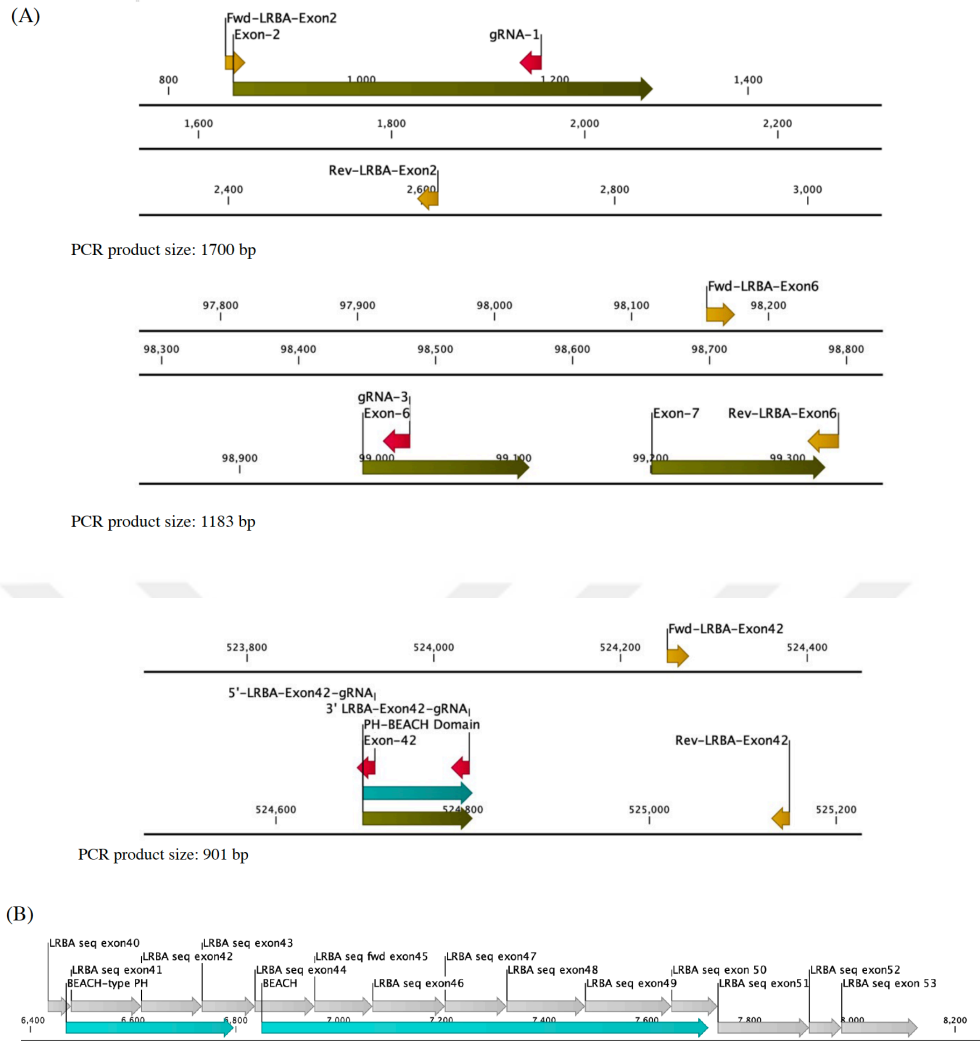 (A)
Fwd-LRBA-Exon2
Exon-2
gRNA-1
800
1,000
1,200
1,400
1,600
1,800
2,000
2,200
Rev-LRBA-Exon2
2,400
2,600
2,800
3,000
PCR product size: 1700 bp
Fwd-LRBA-Exon6
97,800
97,900
98,000
98,100
98,200
98,300
98,400
98,500
98,600
98,700
98,800
gRNA-3
Exon-6
Exon-7
Rev-LRBA-Exon6
98,900
99,000
99,100
99,200
99,300
PCR product size: 1183 bp
Fwd-LRBA-Exon42
523,800
524,000
524,200
524,400
5'-LRBA-Exon42-gRNA
3' LRBA-Exon42-gRNA
PH-BEACH Domain
Exon-42
Rev-LRBA-Exon42
524,600
524,800
525,000
525,200
PCR product size: 901 bp
(B)
LRBA seq exon40
LRBA seq exon43
LRBA seq exon42
LRBA seq fwd exon45
LRBA seq exon47
LRBA seq exon41
LRBA seq exon44
LRBA seq exon48
LRBA seq exon 50
LRBA seq exon52
BEACH-type PH
BEACH
LRBA seq exon46
LRBA seq exon49
LRBA seq exon51
LRBA seq exon 53
6,400
6,600
6,800
7,000
7,200
7,400
7,600
7,800
8,000
8,200